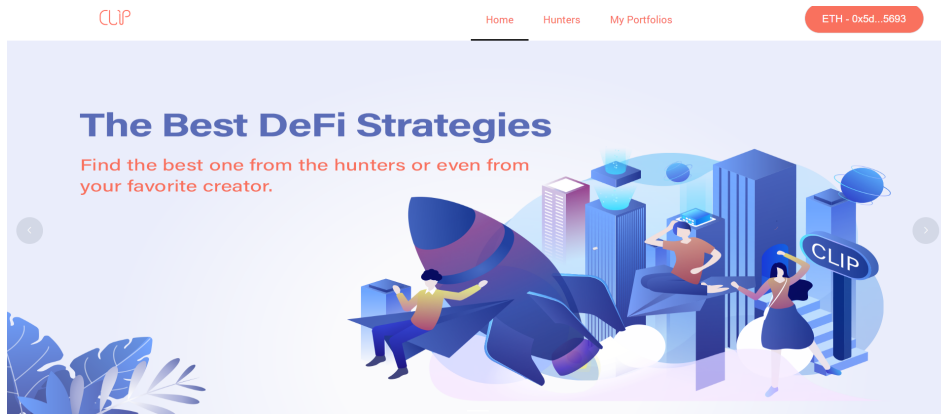 CLIP
Home
Hunters
My Portfolios
ETH - 0x5d...5693
The Best DeFi Strategies
Find the best one from the hunters or even from
your favorite creator.
CLIP